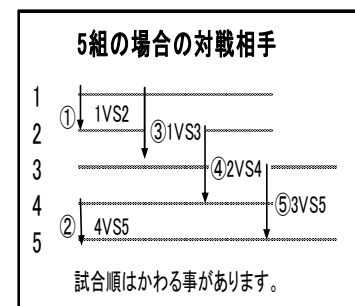 5組の場合の対戦相手
1
① 1VS2
2 ③1VS3
3 ④2VS4
4 ⑤3VS5
② 4VS5
5
試合順はかわる事があります。